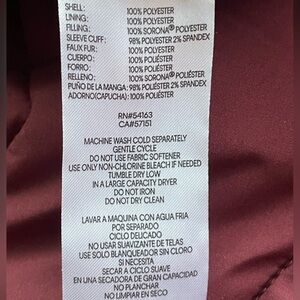 SHELL: 100% POLYESTER
LINING: 100% POLYESTER
FILLING: 100% SORONA® POLYESTER
SLEEVE CUFF: 98% POLYESTER 2% SPANDEX
FAUX FUR: 100% POLYESTER
CUERPO: 100% POLIÉSTER
FORRO: 100% POLIÉSTER
RELLENO: 100% SORONA® POLIÉSTER
PUÑO DE LA MANGA: 98% POLIÉSTER 2% SPANDEX
ADORNO(CAPUCHA): 100% POLIÉSTER
RN#54163
CA#57151
MACHINE WASH COLD SEPARATELY
GENTLE CYCLE
DO NOT USE FABRIC SOFTENER
USE ONLY NON-CHLORINE BLEACH IF NEEDED
TUMBLE DRY LOW
IN A LARGE CAPACITY DRYER
DO NOT IRON
DO NOT DRY CLEAN
LAVAR A MAQUINA CON AGUA FRIA
POR SEPARADO
CICLO DELICADO
NO USAR SUAVIZANTE DE TELAS
USE SOLO BLANQUEADOR SIN CLORO
SI NECESITA
SECAR A CICLO SUAVE
EN UNA SECADORA DE GRAN CAPACIDAD
NO PLANCHAR
NO LIMPIAR EN SECO